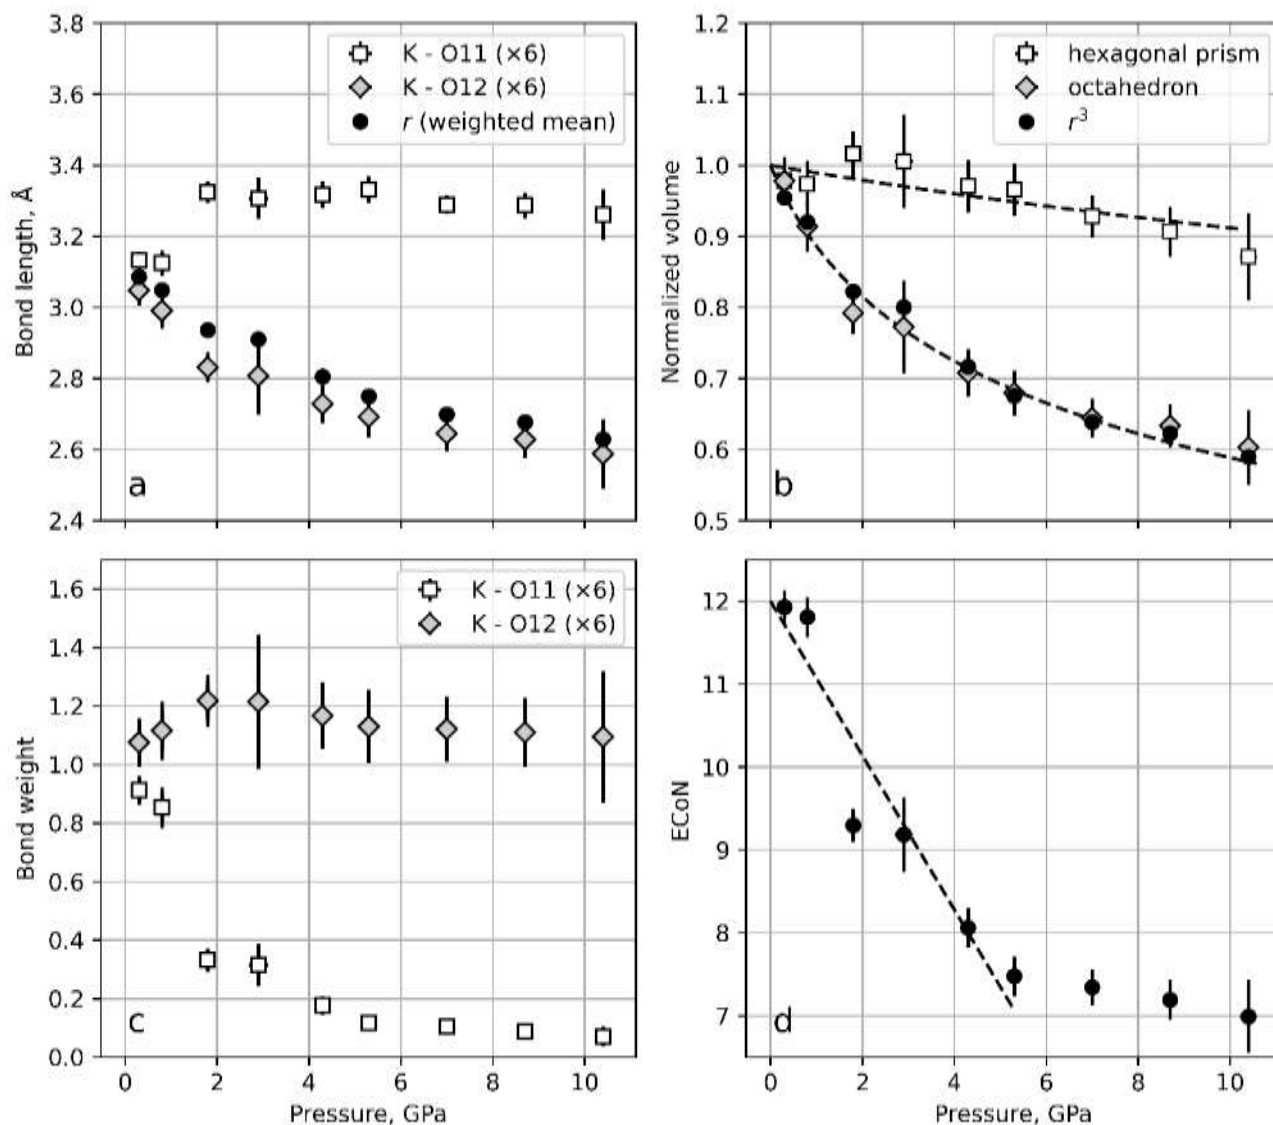 3.8
3.6
3.4
3.2
3.0
2.8
2.6
2.4
Bond length, Å
K - O11 (×6)
K - O12 (×6)
r (weighted mean)
a
1.2
1.1
1.0
0.9
0.8
0.7
0.6
0.5
Normalized volume
hexagonal prism
octahedron
r³
b
1.6
1.4
1.2
1.0
0.8
0.6
0.4
0.2
0.0
Bond weight
K - O11 (×6)
K - O12 (×6)
c
0 2 4 6 8 10
Pressure, GPa
12
11
10
9
8
7
ECoN
d
0 2 4 6 8 10
Pressure, GPa